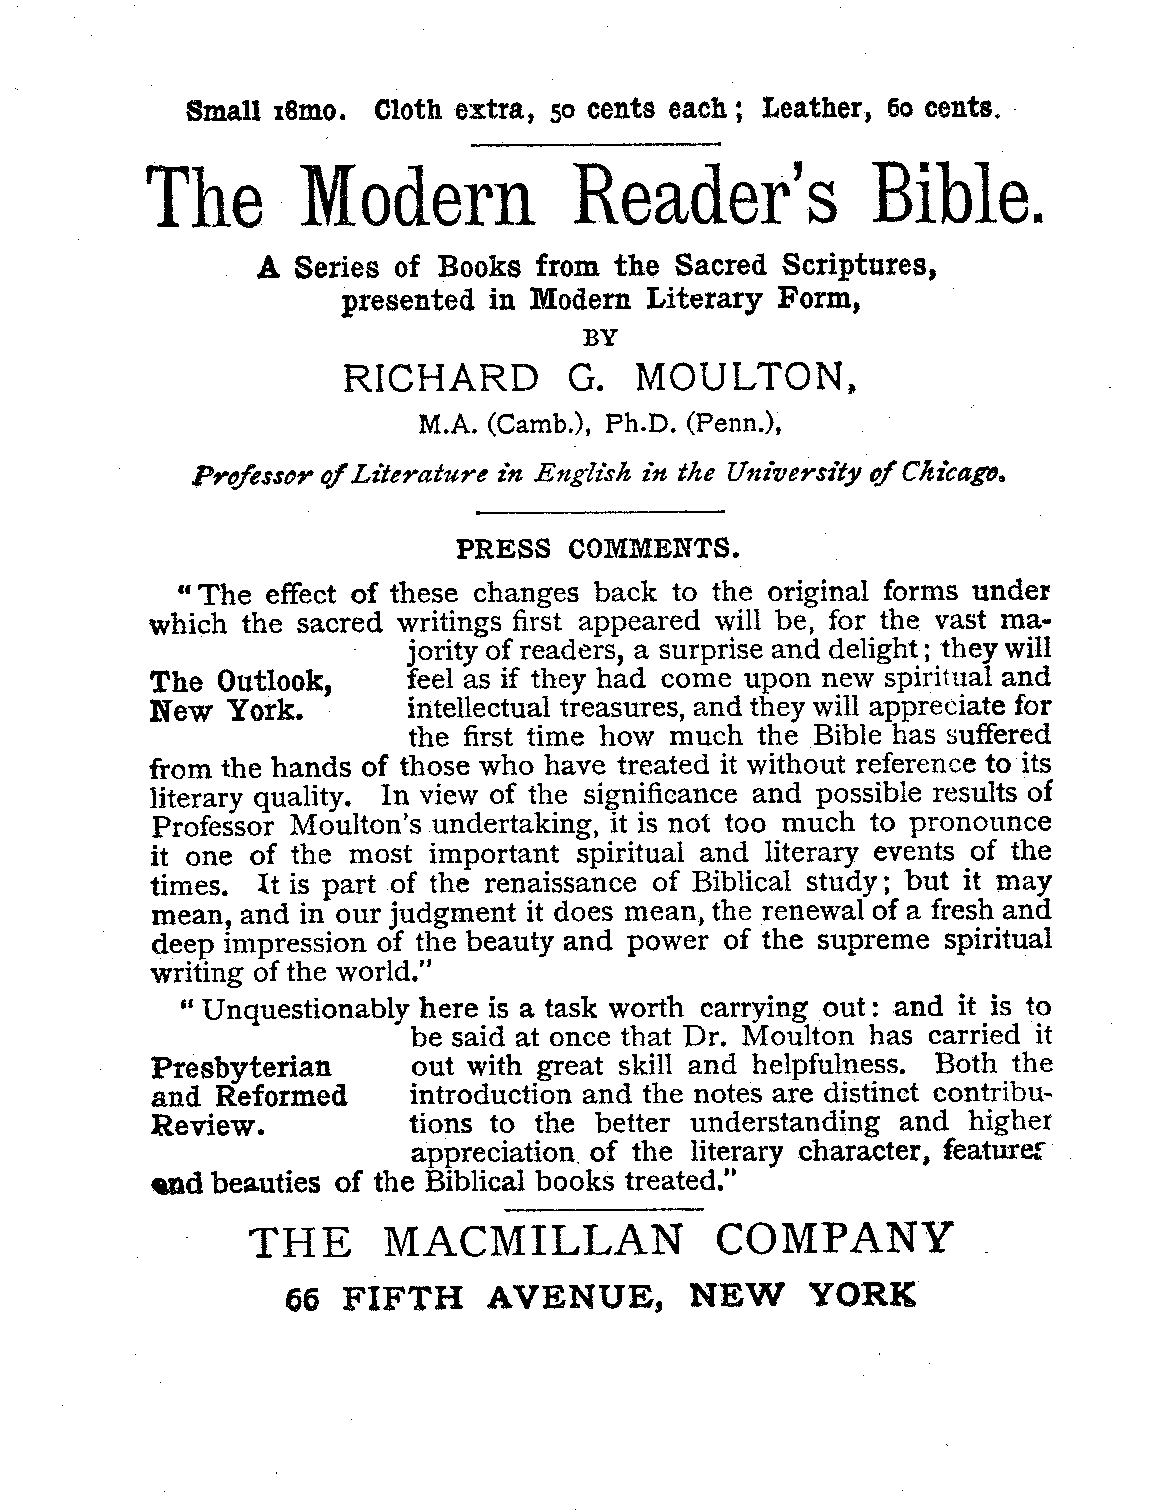 Small 18mo. Cloth extra, 50 cents each; Leather, 60 cents.
The Modern Reader's Bible.
A Series of Books from the Sacred Scriptures,
presented in Modern Literary Form,
BY
RICHARD G. MOULTON,
M.A. (Camb.), Ph.D. (Penn.),
Professor of Literature in English in the University of Chicago.
PRESS COMMENTS.
"The effect of these changes back to the original forms under
which the sacred writings first appeared will be, for the vast ma-
jority of readers, a surprise and delight; they will
The Outlook, feel as if they had come upon new spiritual and
New York. intellectual treasures, and they will appreciate for
the first time how much the Bible has suffered
from the hands of those who have treated it without reference to its
literary quality. In view of the significance and possible results of
Professor Moulton's undertaking, it is not too much to pronounce
it one of the most important spiritual and literary events of the
times. It is part of the renaissance of Biblical study; but it may
mean, and in our judgment it does mean, the renewal of a fresh and
deep impression of the beauty and power of the supreme spiritual
writing of the world."
"Unquestionably here is a task worth carrying out: and it is to
be said at once that Dr. Moulton has carried it
Presbyterian out with great skill and helpfulness. Both the
and Reformed introduction and the notes are distinct contribu-
Review. tions to the better understanding and higher
appreciation of the literary character, features
and beauties of the Biblical books treated."
THE MACMILLAN COMPANY
66 FIFTH AVENUE, NEW YORK